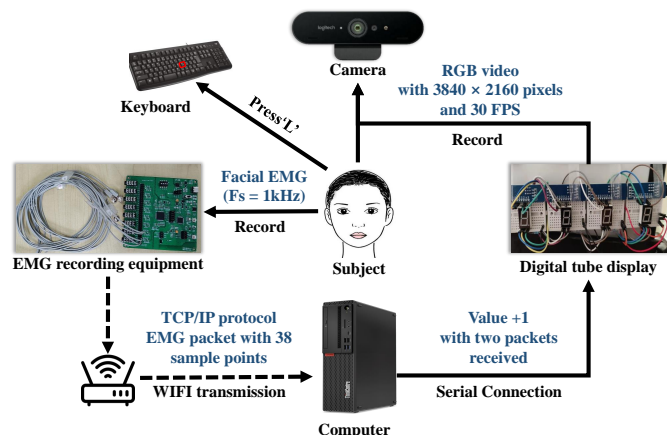 logitech
Camera
Keyboard
Press‘L’
RGB video
with 3840 × 2160 pixels
and 30 FPS
Record
Facial EMG
(Fs = 1kHz)
Record
EMG recording equipment
Subject
Digital tube display
TCP/IP protocol
EMG packet with 38
sample points
WIFI transmission
Value +1
with two packets
received
Serial Connection
Computer